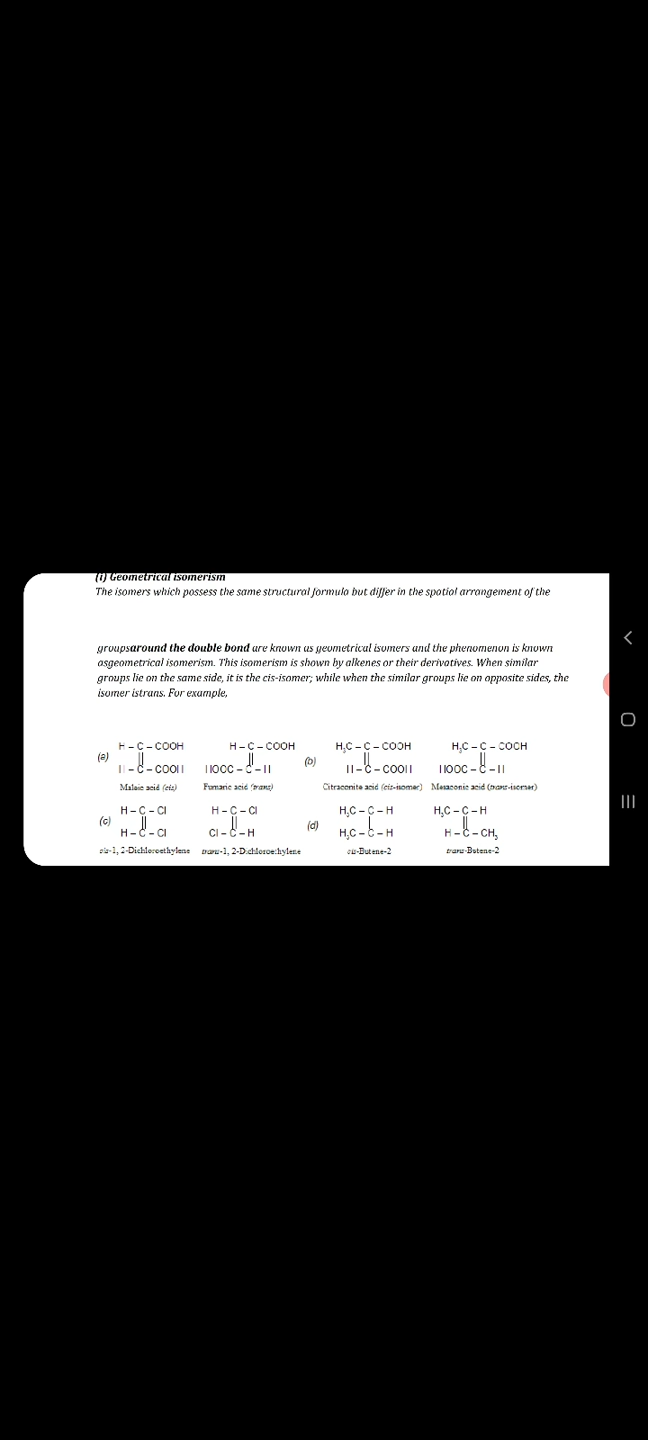 (i) Geometrical isomerism
The isomers which possess the same structural formula but differ in the spatial arrangement of the
groupsaround the double bond are known as geometrical isomers and the phenomenon is known
asgeometrical isomerism. This isomerism is shown by alkenes or their derivatives. When similar
groups lie on the same side, it is the cis-isomer; while when the similar groups lie on opposite sides, the
isomer istrans. For example,
(a) H – C – COOH H – C – COOH (b) H3C – C – COOH H3C – C – COCH
H – C – COOH HOOC – C – H H – C – COOH HOOC – C – H
Maleic acid (cis) Fumaric acid (trans) Citraconite acid (cis-isomer) Mesaconic acid (trans-isomer)
(c) H – C – Cl H – C – Cl (d) H3C – C – H H3C – C – H
H – C – Cl Cl – C – H H3C – C – H H – C – CH3
cis-1, 2-Dichloroethylene trans-1, 2-Dichloroethylene cis-Butene-2 trans-Butene-2